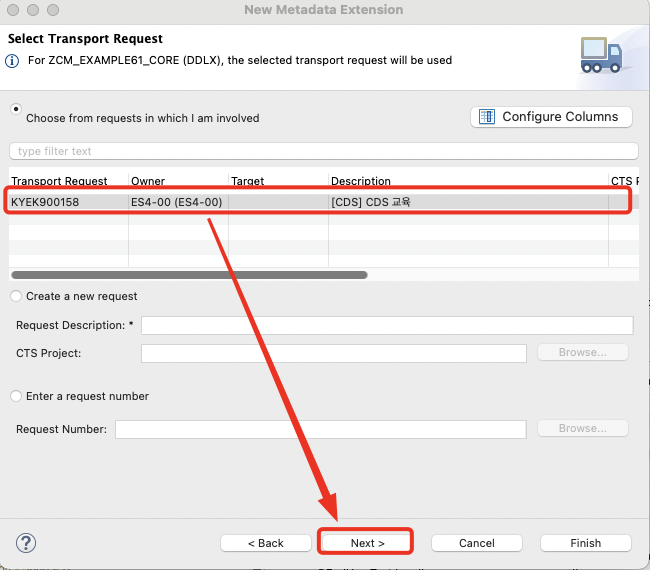 New Metadata Extension
Select Transport Request
For ZCM_EXAMPLE61_CORE (DDLX), the selected transport request will be used
Choose from requests in which I am involved
Configure Columns
type filter text
Transport Request Owner Target Description CTS P
KYEK900158 ES4-00 (ES4-00) [CDS] CDS 교육
Create a new request
Request Description: *
CTS Project: Browse...
Enter a request number
Request Number: Browse...
? < Back Next > Cancel Finish